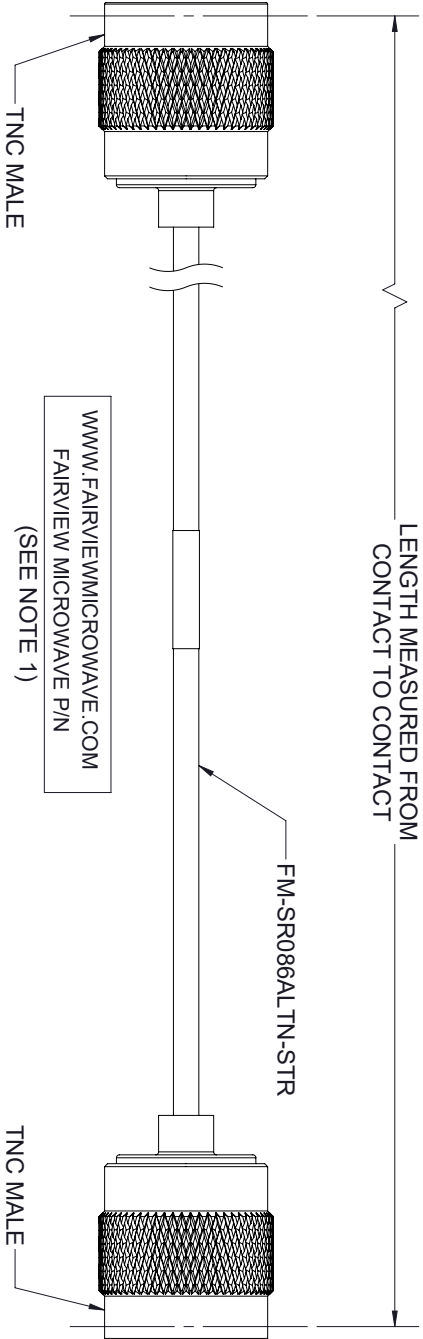 LENGTH MEASURED FROM
CONTACT TO CONTACT
FM-SR086ALTN-STR
TNC MALE
TNC MALE
WWW.FAIRVIEWMICROWAVE.COM
FAIRVIEW MICROWAVE P/N
(SEE NOTE 1)